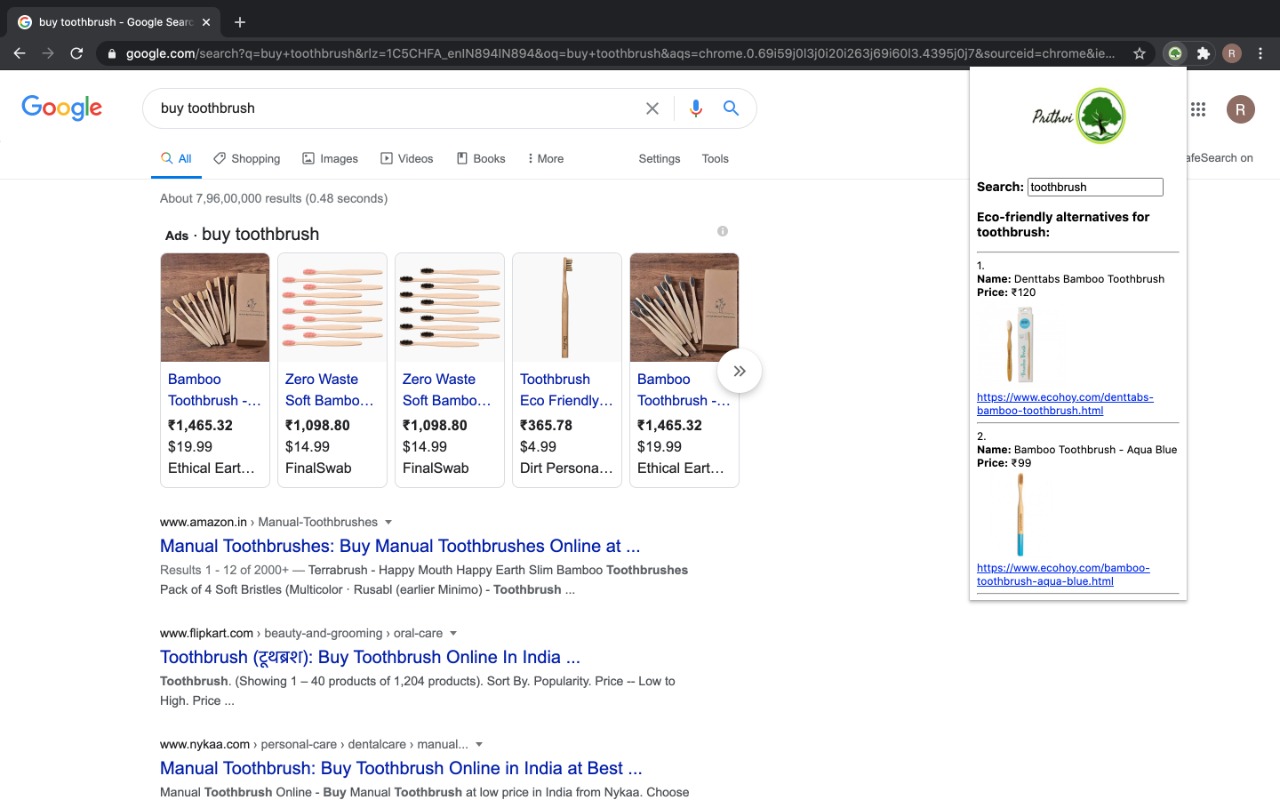 buy toothbrush - Google Searc
google.com/search?q=buy+toothbrush&rlz=1C5CHFA_enIN894IN894&oq=buy+toothbrush&aqs=chrome.0.69i59j0l3j0i20i263j69i60l3.4395j0j7&sourceid=chrome&ie...
R
Google
buy toothbrush
R
All
Shopping
Images
Videos
Books
More
Settings
Tools
afeSearch on
About 7,96,00,000 results (0.48 seconds)
Ads · buy toothbrush
Bamboo
Toothbrush -...
₹1,465.32
$19.99
Ethical Eart...
Zero Waste
Soft Bambo...
₹1,098.80
$14.99
FinalSwab
Zero Waste
Soft Bambo...
₹1,098.80
$14.99
FinalSwab
Toothbrush
Eco Friendly...
₹365.78
$4.99
Dirt Persona...
Bamboo
Toothbrush -...
₹1,465.32
$19.99
Ethical Eart...
www.amazon.in › Manual-Toothbrushes
Manual Toothbrushes: Buy Manual Toothbrushes Online at ...
Results 1 - 12 of 2000+ — Terrabrush - Happy Mouth Happy Earth Slim Bamboo Toothbrushes
Pack of 4 Soft Bristles (Multicolor · Rusabl (earlier Minimo) - Toothbrush ...
www.flipkart.com › beauty-and-grooming › oral-care
Toothbrush (टूथब्रश): Buy Toothbrush Online In India ...
Toothbrush. (Showing 1 – 40 products of 1,204 products). Sort By. Popularity. Price -- Low to
High. Price ...
www.nykaa.com › personal-care › dentalcare › manual...
Manual Toothbrush: Buy Toothbrush Online in India at Best ...
Manual Toothbrush Online - Buy Manual Toothbrush at low price in India from Nykaa. Choose
Prithvi
Search: toothbrush
Eco-friendly alternatives for
toothbrush:
1.
Name: Denttabs Bamboo Toothbrush
Price: ₹120
https://www.ecohoy.com/denttabs-
bamboo-toothbrush.html
2.
Name: Bamboo Toothbrush - Aqua Blue
Price: ₹99
https://www.ecohoy.com/bamboo-
toothbrush-aqua-blue.html